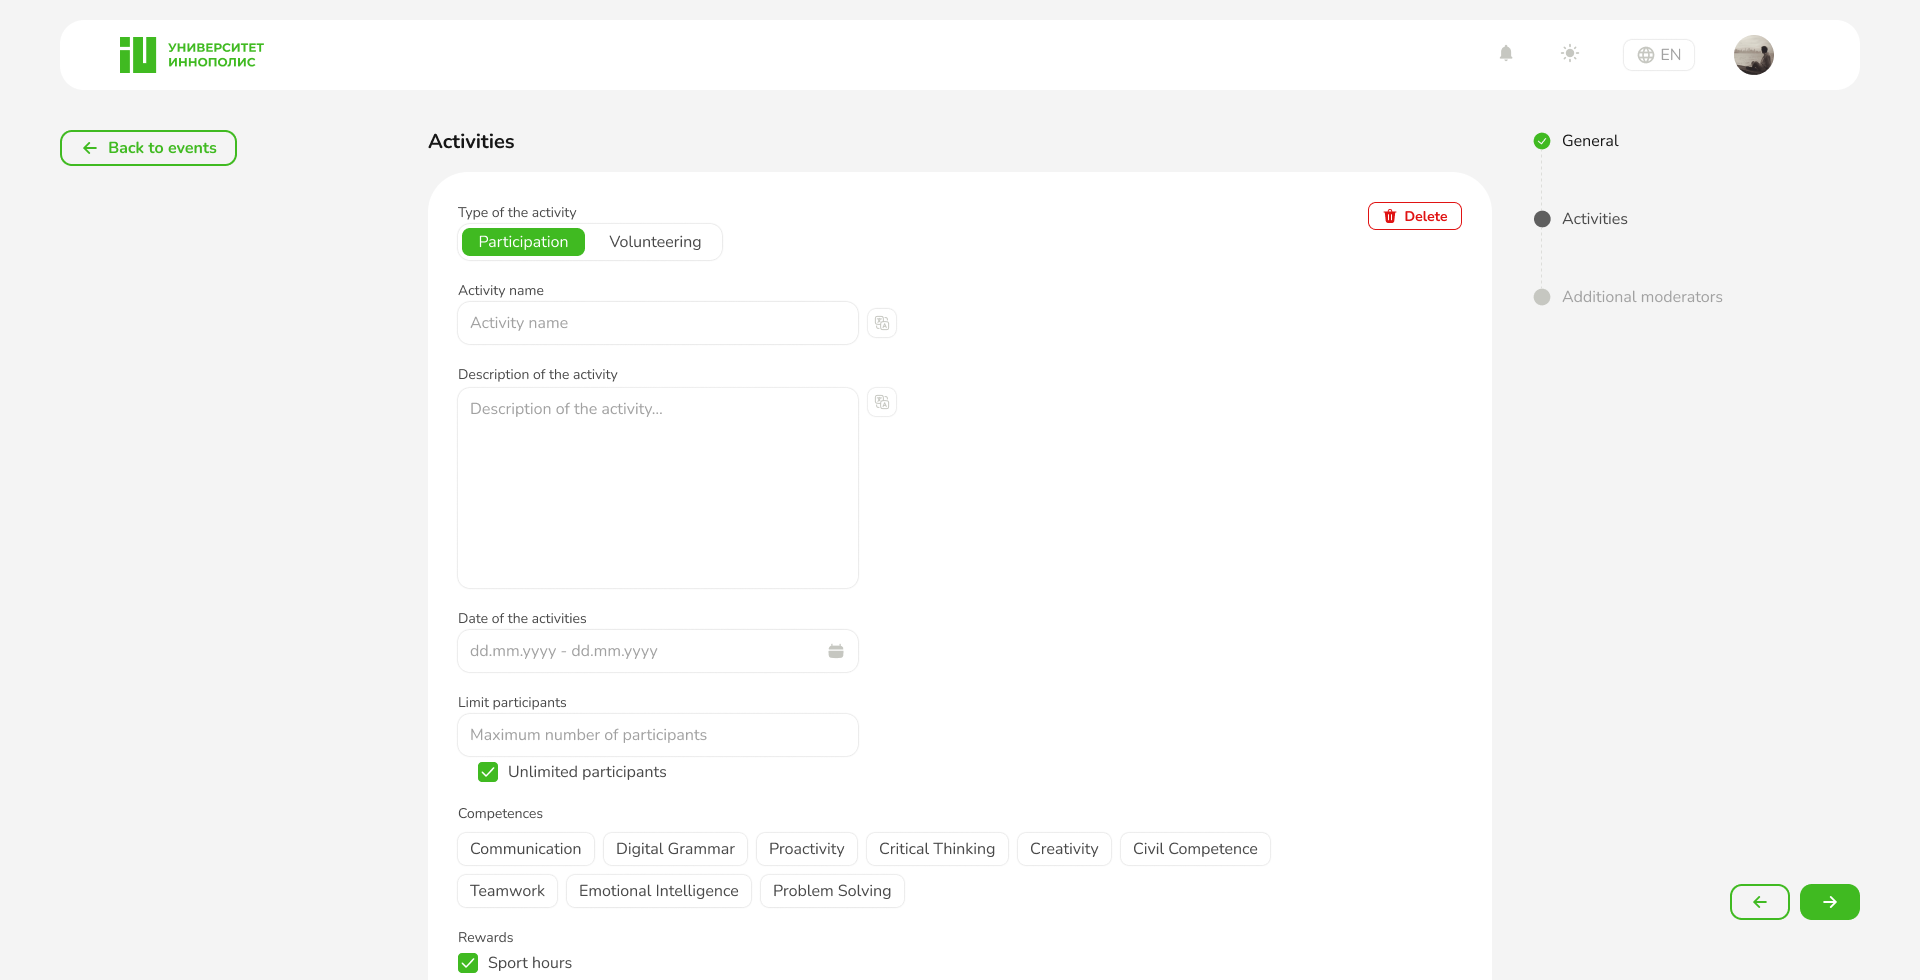 УНИВЕРСИТЕТ
ИННОПОЛИС
EN
Back to events
Activities
General
Activities
Additional moderators
Type of the activity
Delete
Participation
Volunteering
Activity name
Activity name
Description of the activity
Description of the activity...
Date of the activities
dd.mm.yyyy - dd.mm.yyyy
Limit participants
Maximum number of participants
Unlimited participants
Competences
Communication
Digital Grammar
Proactivity
Critical Thinking
Creativity
Civil Competence
Teamwork
Emotional Intelligence
Problem Solving
Rewards
Sport hours